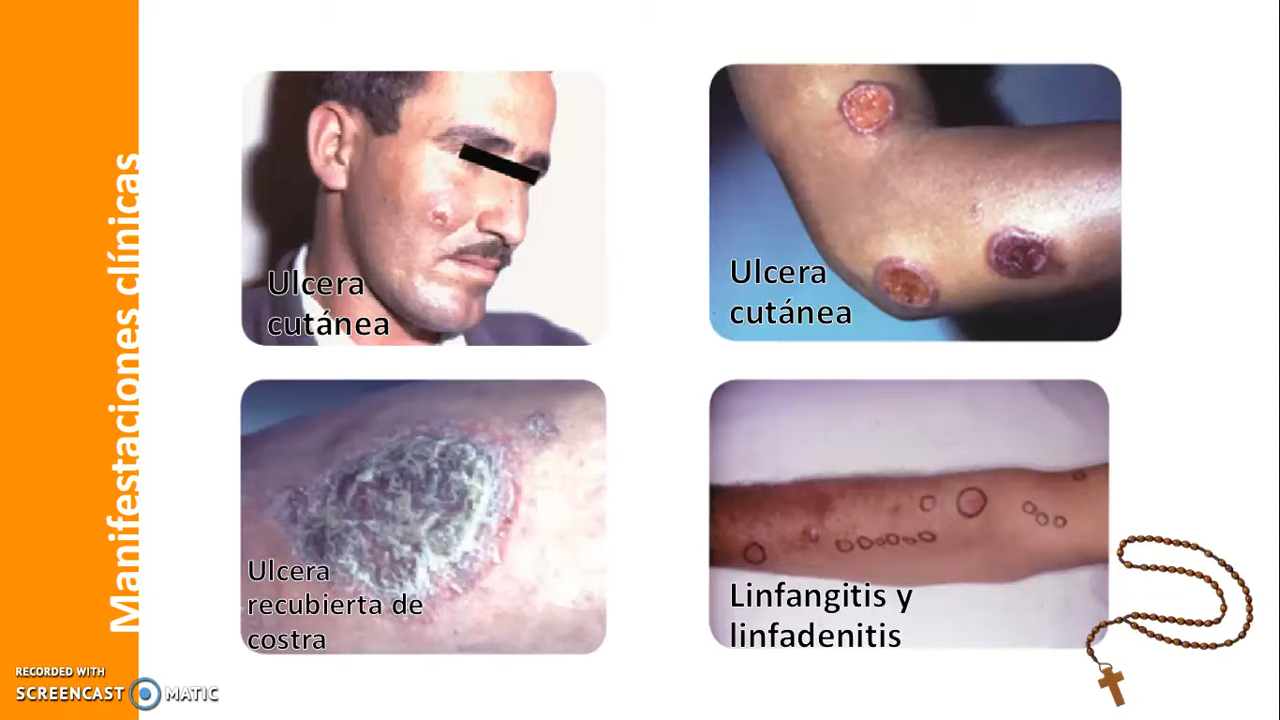 Manifestaciones clínicas
Ulcera
cutánea
Ulcera
cutánea
Ulcera
recubierta de
costra
Linfangitis y
linfadenitis
RECORDED WITH
SCREENCAST MATIC